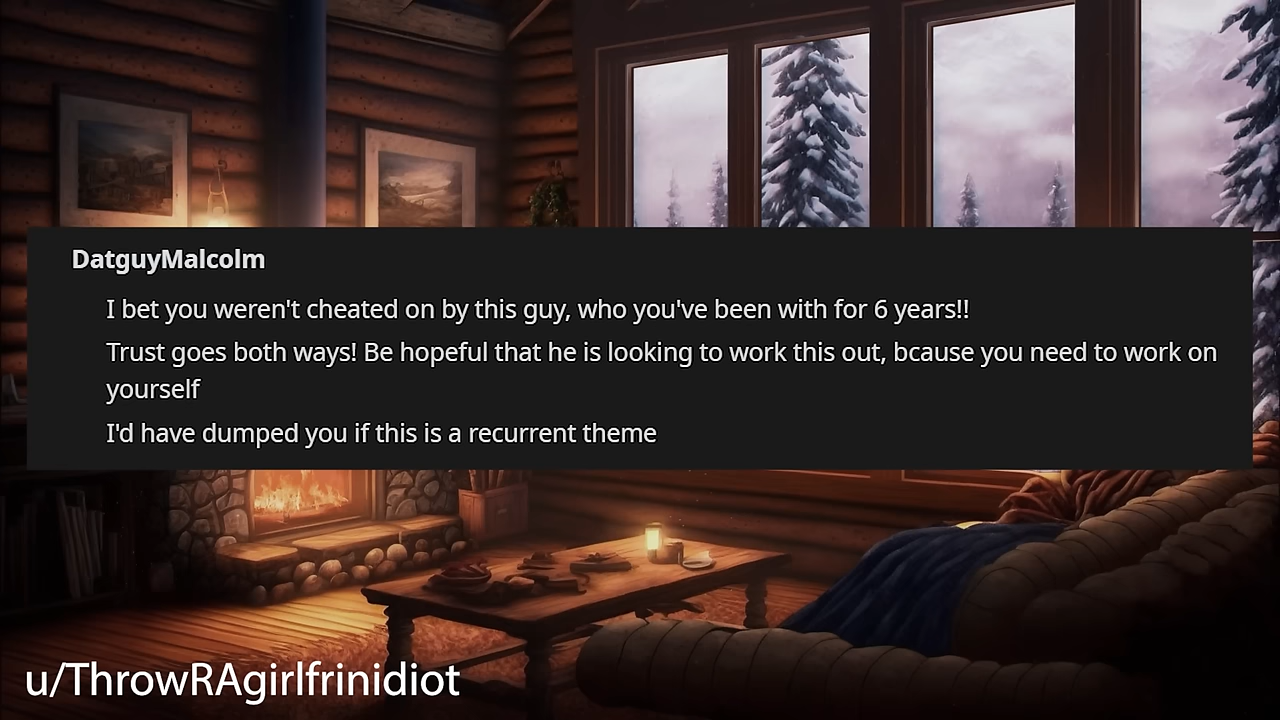 DatguyMalcolm
I bet you weren't cheated on by this guy, who you've been with for 6 years!!
Trust goes both ways! Be hopeful that he is looking to work this out, bcause you need to work on
yourself
I'd have dumped you if this is a recurrent theme
u/ThrowRAgirlfrinidiot